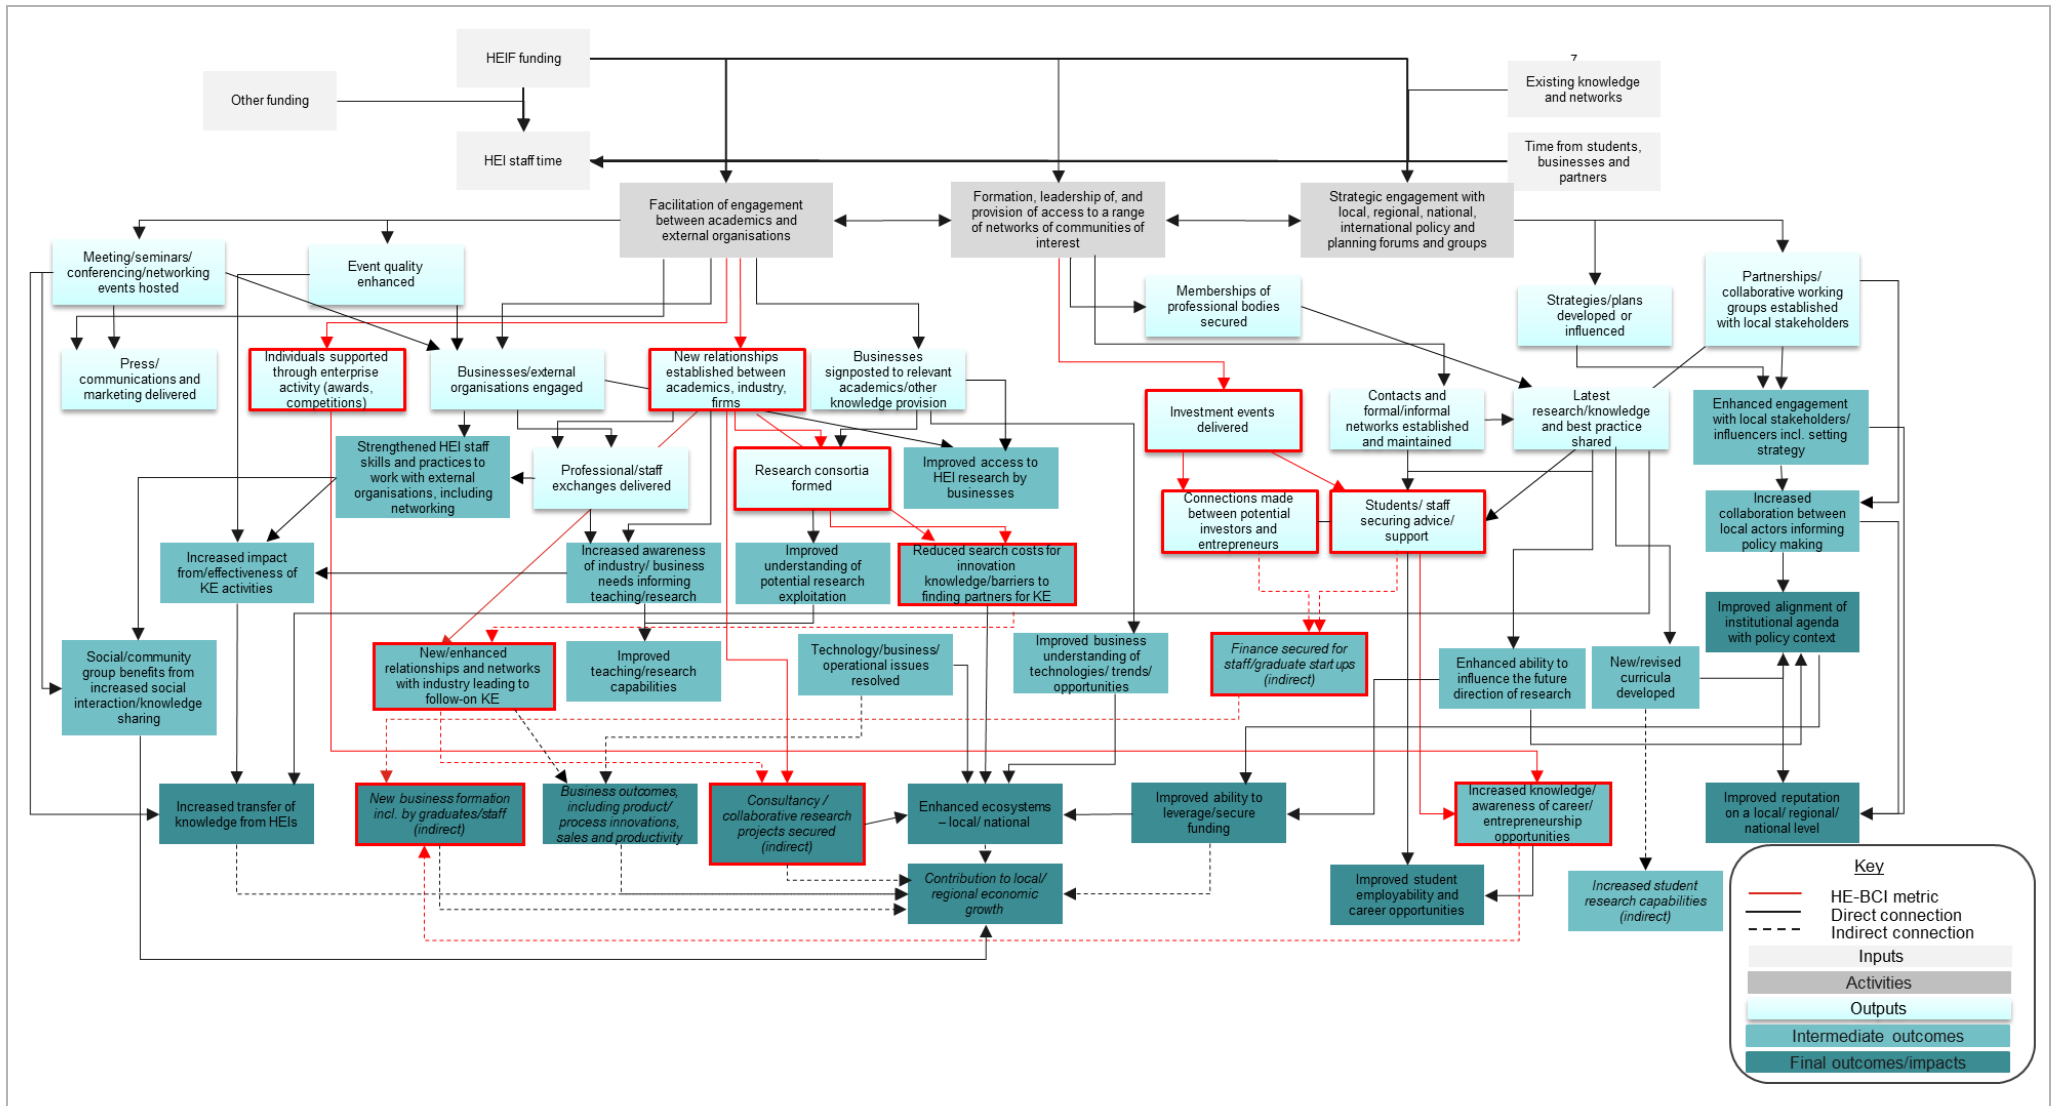 HEIF funding
7
Other funding
Existing knowledge
and networks
HEI staff time
Time from students,
businesses and
partners
Facilitation of engagement
between academics and
external organisations
Formation, leadership of, and
provision of access to a range
of networks of communities of
interest
Strategic engagement with
local, regional, national,
international policy and
planning forums and groups
Meeting/seminars/
conferencing/networking
events hosted
Event quality
enhanced
Memberships of
professional bodies
secured
Strategies/plans
developed or
influenced
Partnerships/
collaborative working
groups established
with local stakeholders
Press/
communications and
marketing delivered
Individuals supported
through enterprise
activity (awards,
competitions)
Businesses/external
organisations engaged
New relationships
established between
academics, industry,
firms
Businesses
signposted to relevant
academics/other
knowledge provision
Investment events
delivered
Contacts and
formal/informal
networks established
and maintained
Latest
research/knowledge
and best practice
shared
Enhanced engagement
with local stakeholders/
influencers incl. setting
strategy
Strengthened HEI staff
skills and practices to
work with external
organisations, including
networking
Professional/staff
exchanges delivered
Research consortia
formed
Improved access to
HEI research by
businesses
Connections made
between potential
investors and
entrepreneurs
Students/ staff
securing advice/
support
Increased
collaboration between
local actors informing
policy making
Increased impact
from/effectiveness of
KE activities
Increased awareness
of industry/ business
needs informing
teaching/research
Improved
understanding of
potential research
exploitation
Reduced search costs for
innovation
knowledge/barriers to
finding partners for KE
Improved alignment of
institutional agenda
with policy context
Social/community
group benefits from
increased social
interaction/knowledge
sharing
New/enhanced
relationships and networks
with industry leading to
follow-on KE
Improved
teaching/research
capabilities
Technology/business/
operational issues
resolved
Improved business
understanding of
technologies/ trends/
opportunities
Finance secured for
staff/graduate start ups
(indirect)
Enhanced ability to
influence the future
direction of research
New/revised
curricula
developed
Increased transfer of
knowledge from HEIs
New business formation
incl. by graduates/staff
(indirect)
Business outcomes,
including product/
process innovations,
sales and productivity
Consultancy /
collaborative research
projects secured
(indirect)
Enhanced ecosystems
– local/ national
Improved ability to
leverage/secure
funding
Increased knowledge/
awareness of career/
entrepreneurship
opportunities
Improved reputation
on a local/ regional/
national level
Contribution to local/
regional economic
growth
Improved student
employability and
career opportunities
Increased student
research capabilities
(indirect)
Key
HE-BCI metric
Direct connection
Indirect connection
Inputs
Activities
Outputs
Intermediate outcomes
Final outcomes/impacts